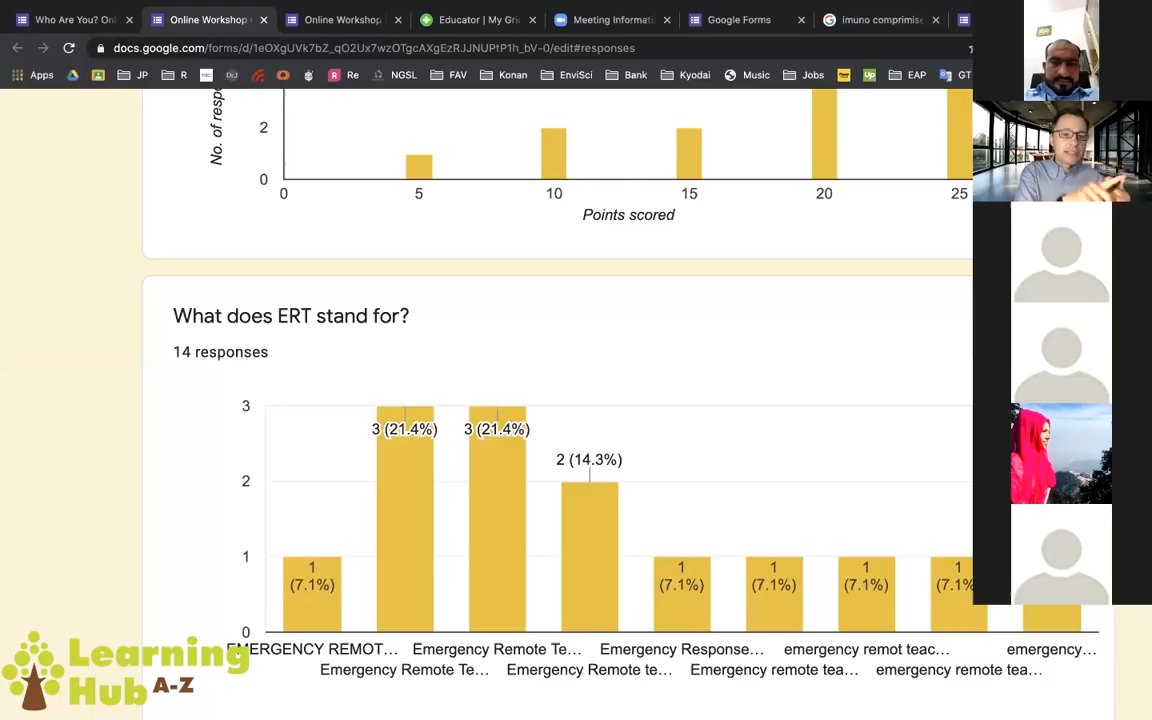 Who Are You? Onl
Online Workshop
Online Workshop
Educator | My Gr
Meeting Informati
Google Forms
imuno comprimise
docs.google.com/forms/d/1eOXgUVk7bZ_qO2Ux7wzOTgcAXgEzRJJNUPtP1h_bV-0/edit#responses
Apps JP R Re NGSL FAV Konan EnviSci Bank Kyodai Music Jobs Up EAP GT
No. of resp
2
0
0 5 10 15 20 25
Points scored
What does ERT stand for?
14 responses
3
3 (21.4%) 3 (21.4%)
2 (14.3%)
2
1
1 1 1 1 1
(7.1%) (7.1%) (7.1%) (7.1%) (7.1%
0
EMERGENCY REMOT… Emergency Remote Te… Emergency Response… emergency remot teac… emergency…
Emergency Remote Te… Emergency Remote te… Emergency remote tea… emergency remote tea…
Learning
Hub A-Z